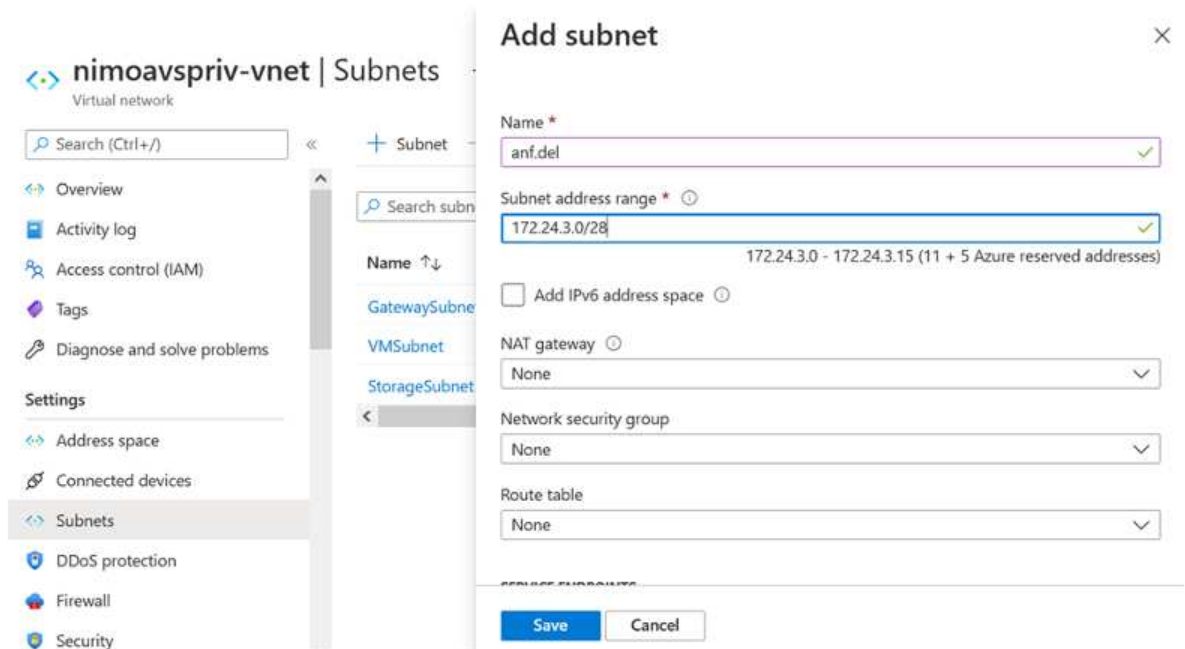 nimoavspriv-vnet | Subnets
Virtual network
Search (Ctrl+/)
«
Overview
Activity log
Access control (IAM)
Tags
Diagnose and solve problems
Settings
Address space
Connected devices
Subnets
DDoS protection
Firewall
Security
+ Subnet
Search subn
Name ↑↓
GatewaySubne
VMSubnet
StorageSubnet
Add subnet
Name *
anf.del
Subnet address range *
172.24.3.0/28
172.24.3.0 - 172.24.3.15 (11 + 5 Azure reserved addresses)
Add IPv6 address space
NAT gateway
None
Network security group
None
Route table
None
SERVICE ENDPOINTS
Save
Cancel